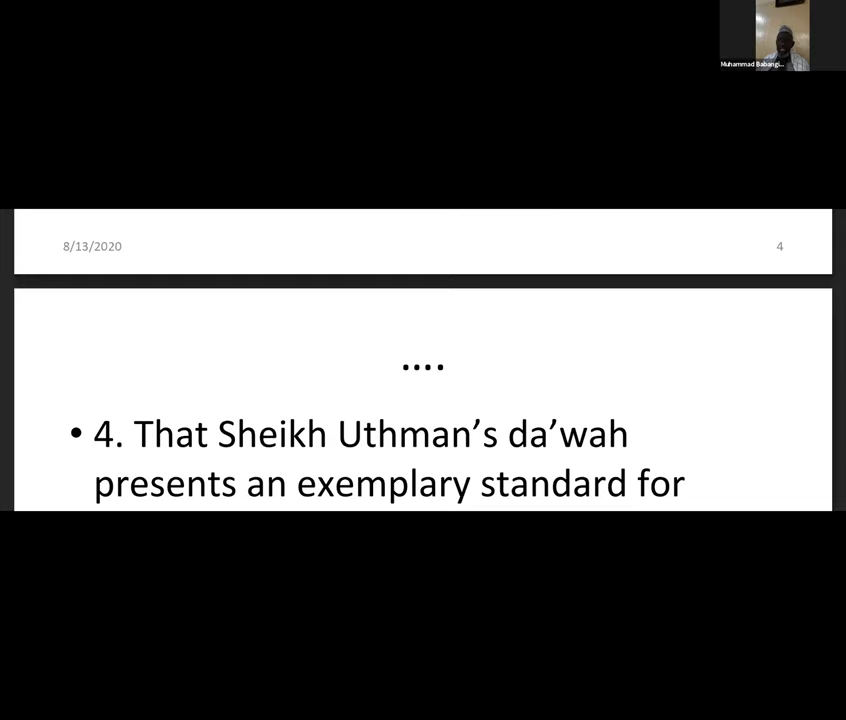 Muhammad Babangi...
8/13/2020
4
....
• 4. That Sheikh Uthman’s da’wah
presents an exemplary standard for